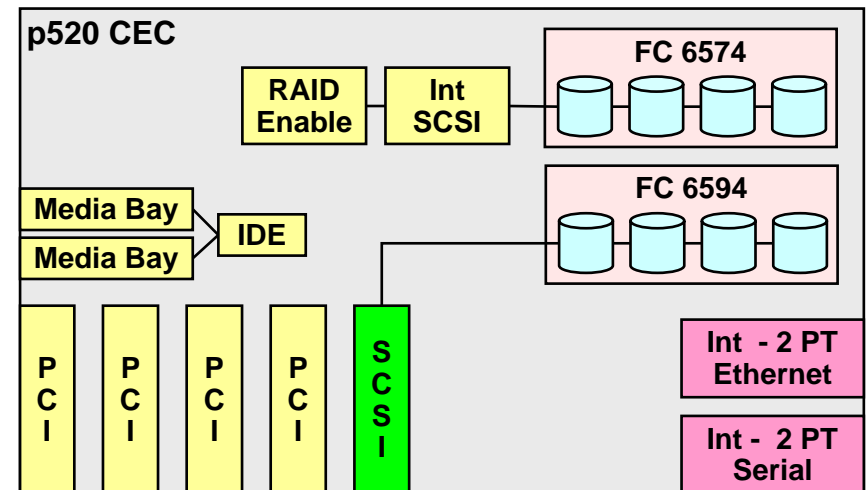 p520 CEC
FC 6574
RAID
Enable
Int
SCSI
FC 6594
Media Bay
Media Bay
IDE
P
C
I
P
C
I
P
C
I
P
C
I
S
C
S
I
Int  - 2 PT
Ethernet
Int -  2 PT
Serial